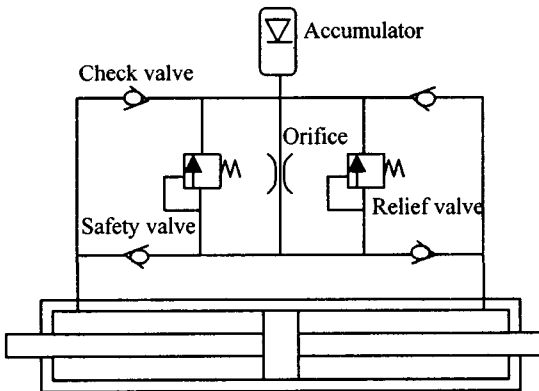 Accumulator
Check valve
Orifice
Safety valve
Relief valve